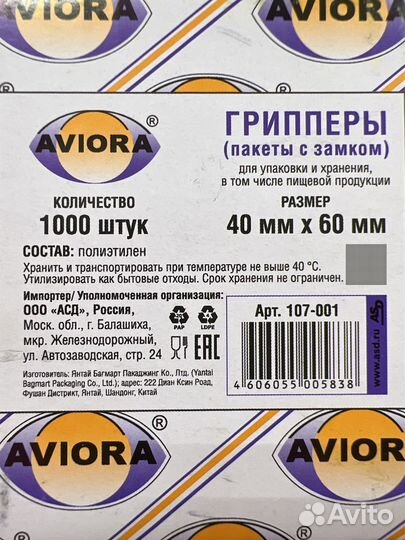 AVIORA®
AVIORA®
AVIORA®
ГРИППЕРЫ
(пакеты с замком)
для упаковки и хранения,
в том числе пищевой продукции
КОЛИЧЕСТВО
1000 штук
РАЗМЕР
40 мм х 60 мм
СОСТАВ: полиэтилен
Хранить и транспортировать при температуре не выше 40 °С.
Утилизировать как бытовые отходы. Срок хранения не ограничен.
Импортер/ Уполномоченная организация:
ООО «АСД», Россия,
Моск. обл., г. Балашиха,
мкр. Железнодорожный,
ул. Автозаводская, стр. 24
PAP
LDPE
EAC
Арт. 107-001
4 606055 005838
www.asd.ru
ASD
Изготовитель: Янтай Багмарт Пакаджинг Ко., Лтд. (Yantai
Bagmart Packaging Co., Ltd.); адрес: 222 Диан Ксин Роад,
Фушан Дистрикт, Янтай, Шандонг, Китай
AVIORA®
AVIORA
Avito